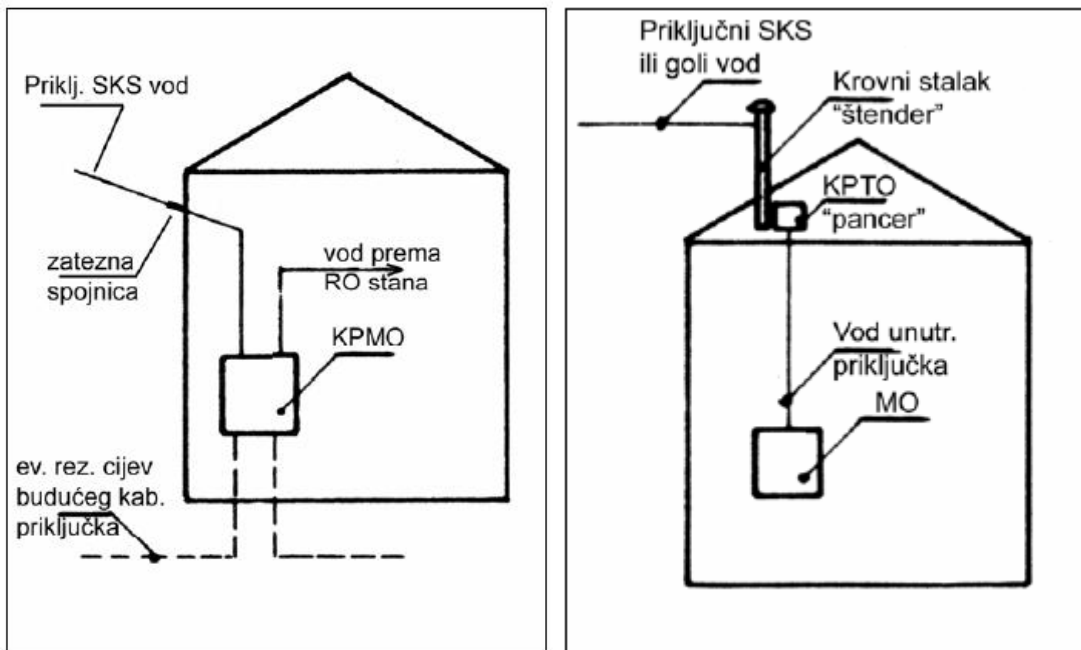 Priklj. SKS vod
zatezna
spojnica
vod prema
RO stana
KPMO
ev. rez. cijev
budućeg kab.
priključka
Priključni SKS
ili goli vod
Krovni stalak
“štender”
KPTO
“pancer”
Vod unutr.
priključka
MO